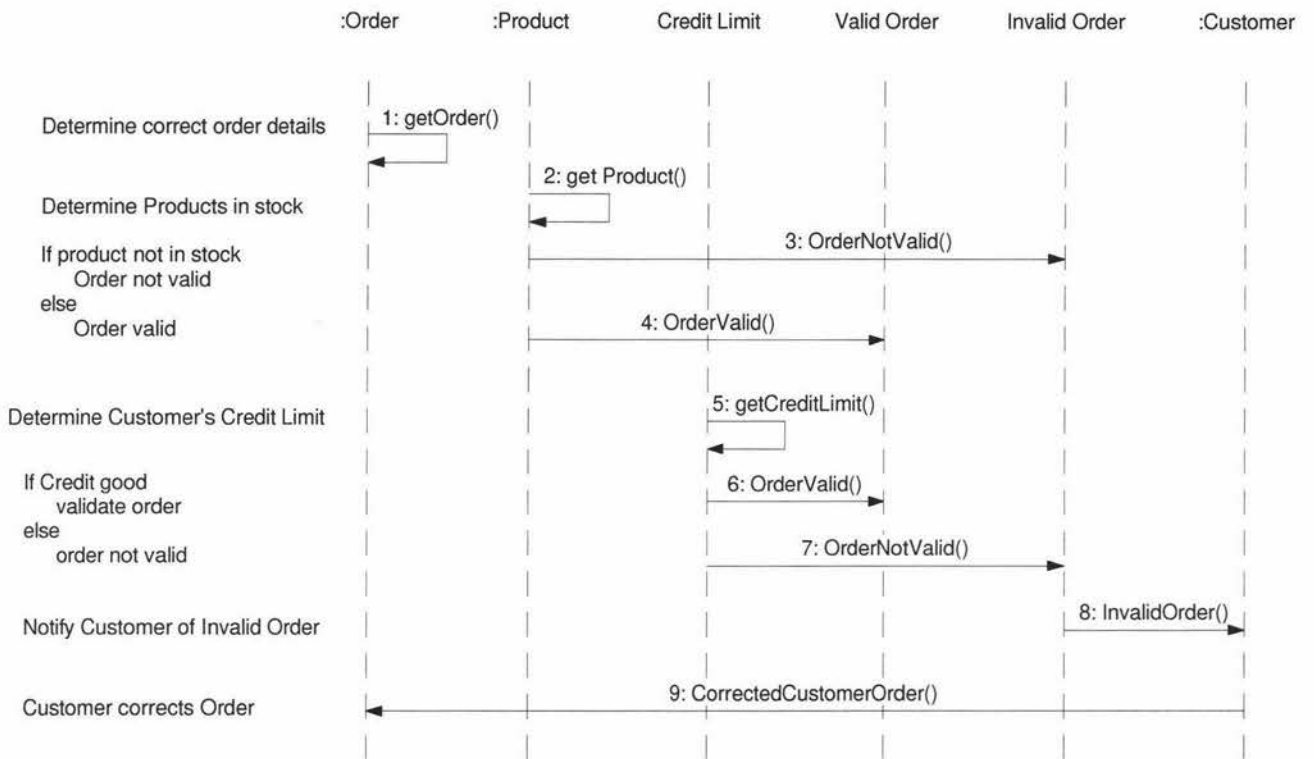 :Order :Product Credit Limit Valid Order Invalid Order :Customer
1: getOrder()
Determine correct order details
2: get Product()
Determine Products in stock
3: OrderNotValid()
If product not in stock
Order not valid
else
Order valid
4: OrderValid()
5: getCreditLimit()
Determine Customer's Credit Limit
If Credit good
6: OrderValid()
validate order
else
order not valid
7: OrderNotValid()
8: InvalidOrder()
Notify Customer of Invalid Order
9: CorrectedCustomerOrder()
Customer corrects Order